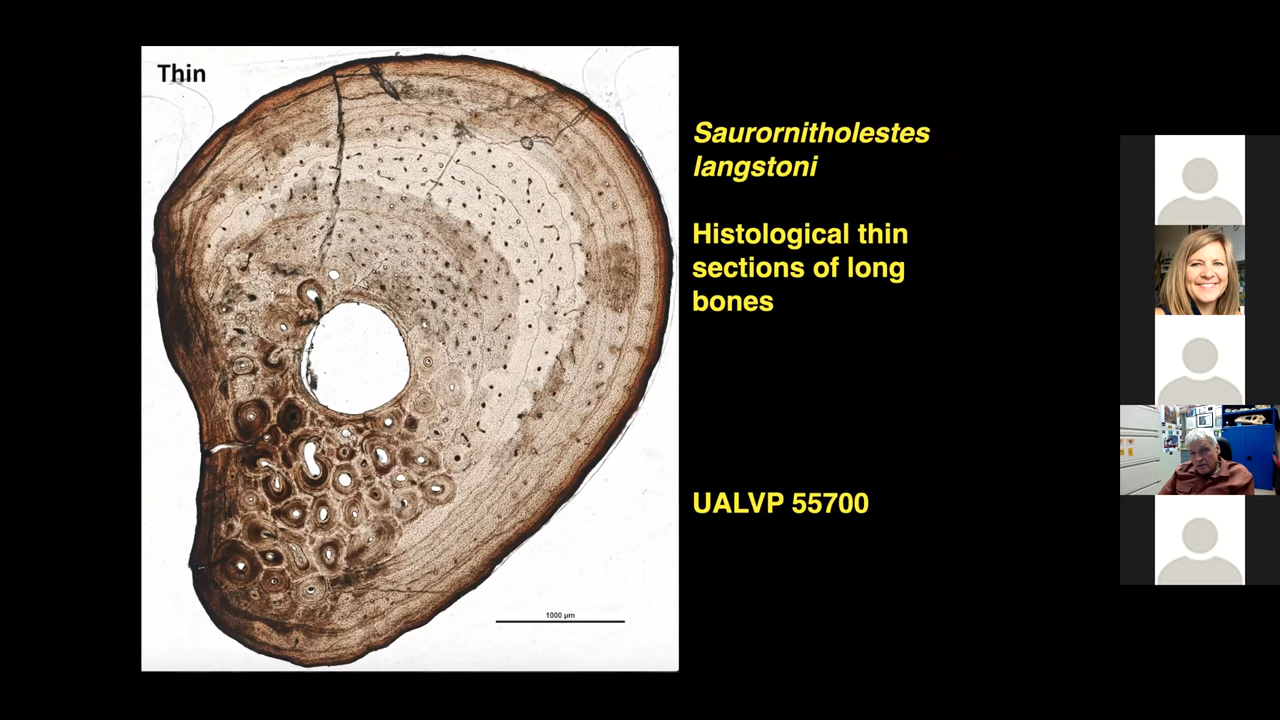 Thin
Saurornitholestes
langstoni
Histological thin
sections of long
bones
UALVP 55700
1000 µm